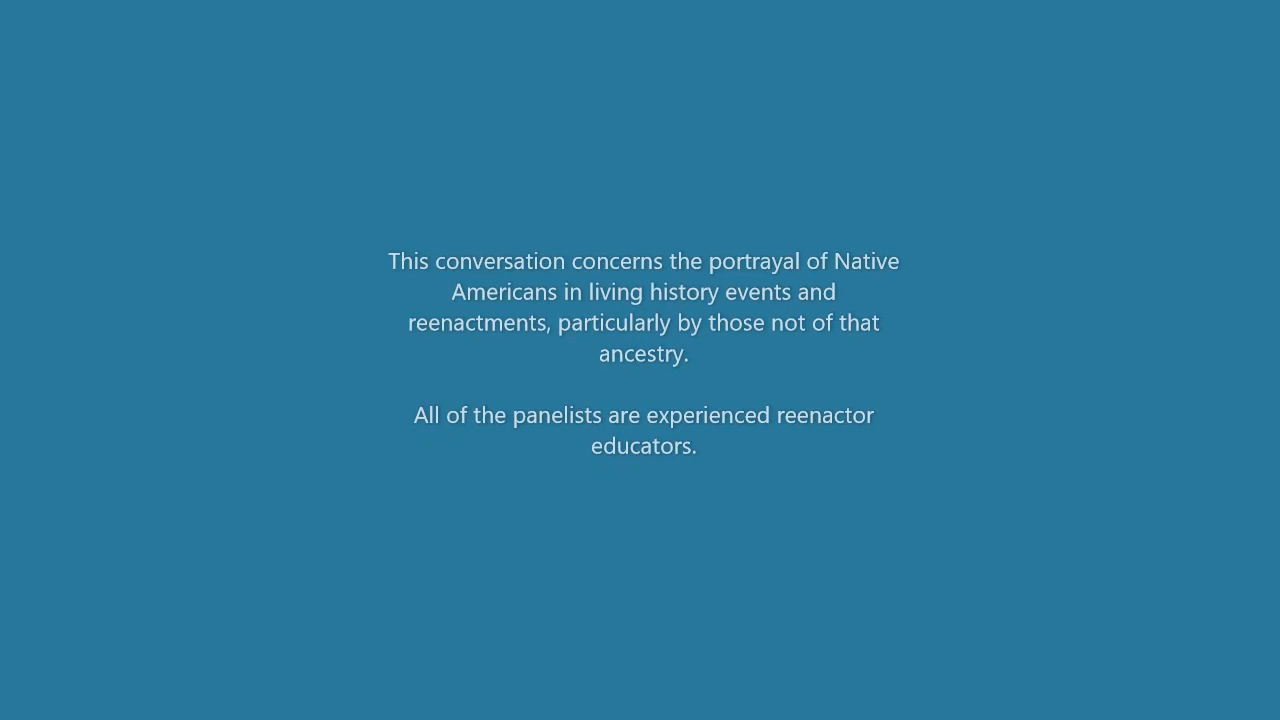 This conversation concerns the portrayal of Native
Americans in living history events and
reenactments, particularly by those not of that
ancestry.
All of the panelists are experienced reenactor
educators.